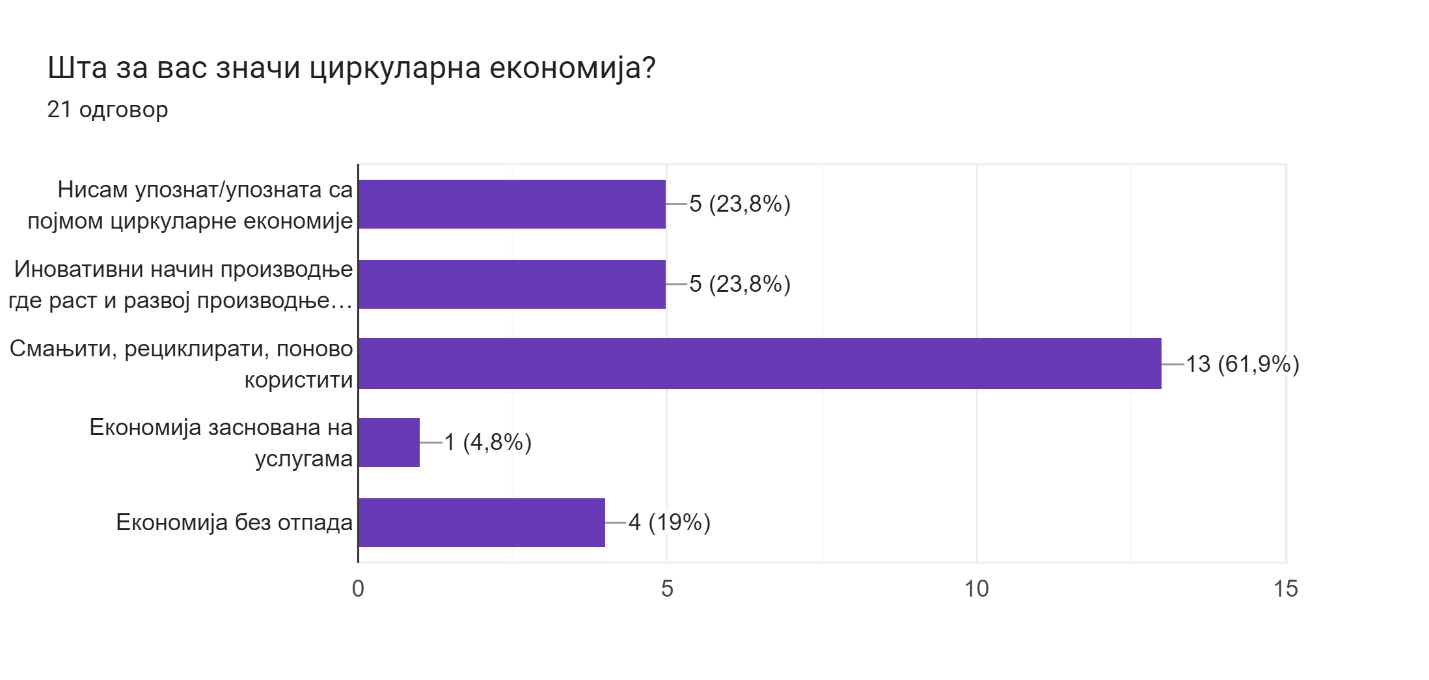 Шта за вас значи циркуларна економија?
21 одговор
Нисам упознат/упозната са
појмом циркуларне економије
5 (23,8%)
Иновативни начин производње
где раст и развој производње…
5 (23,8%)
Смањити, рециклирати, поново
користити
13 (61,9%)
Економија заснована на
услугама
1 (4,8%)
Економија без отпада
4 (19%)
0
5
10
15